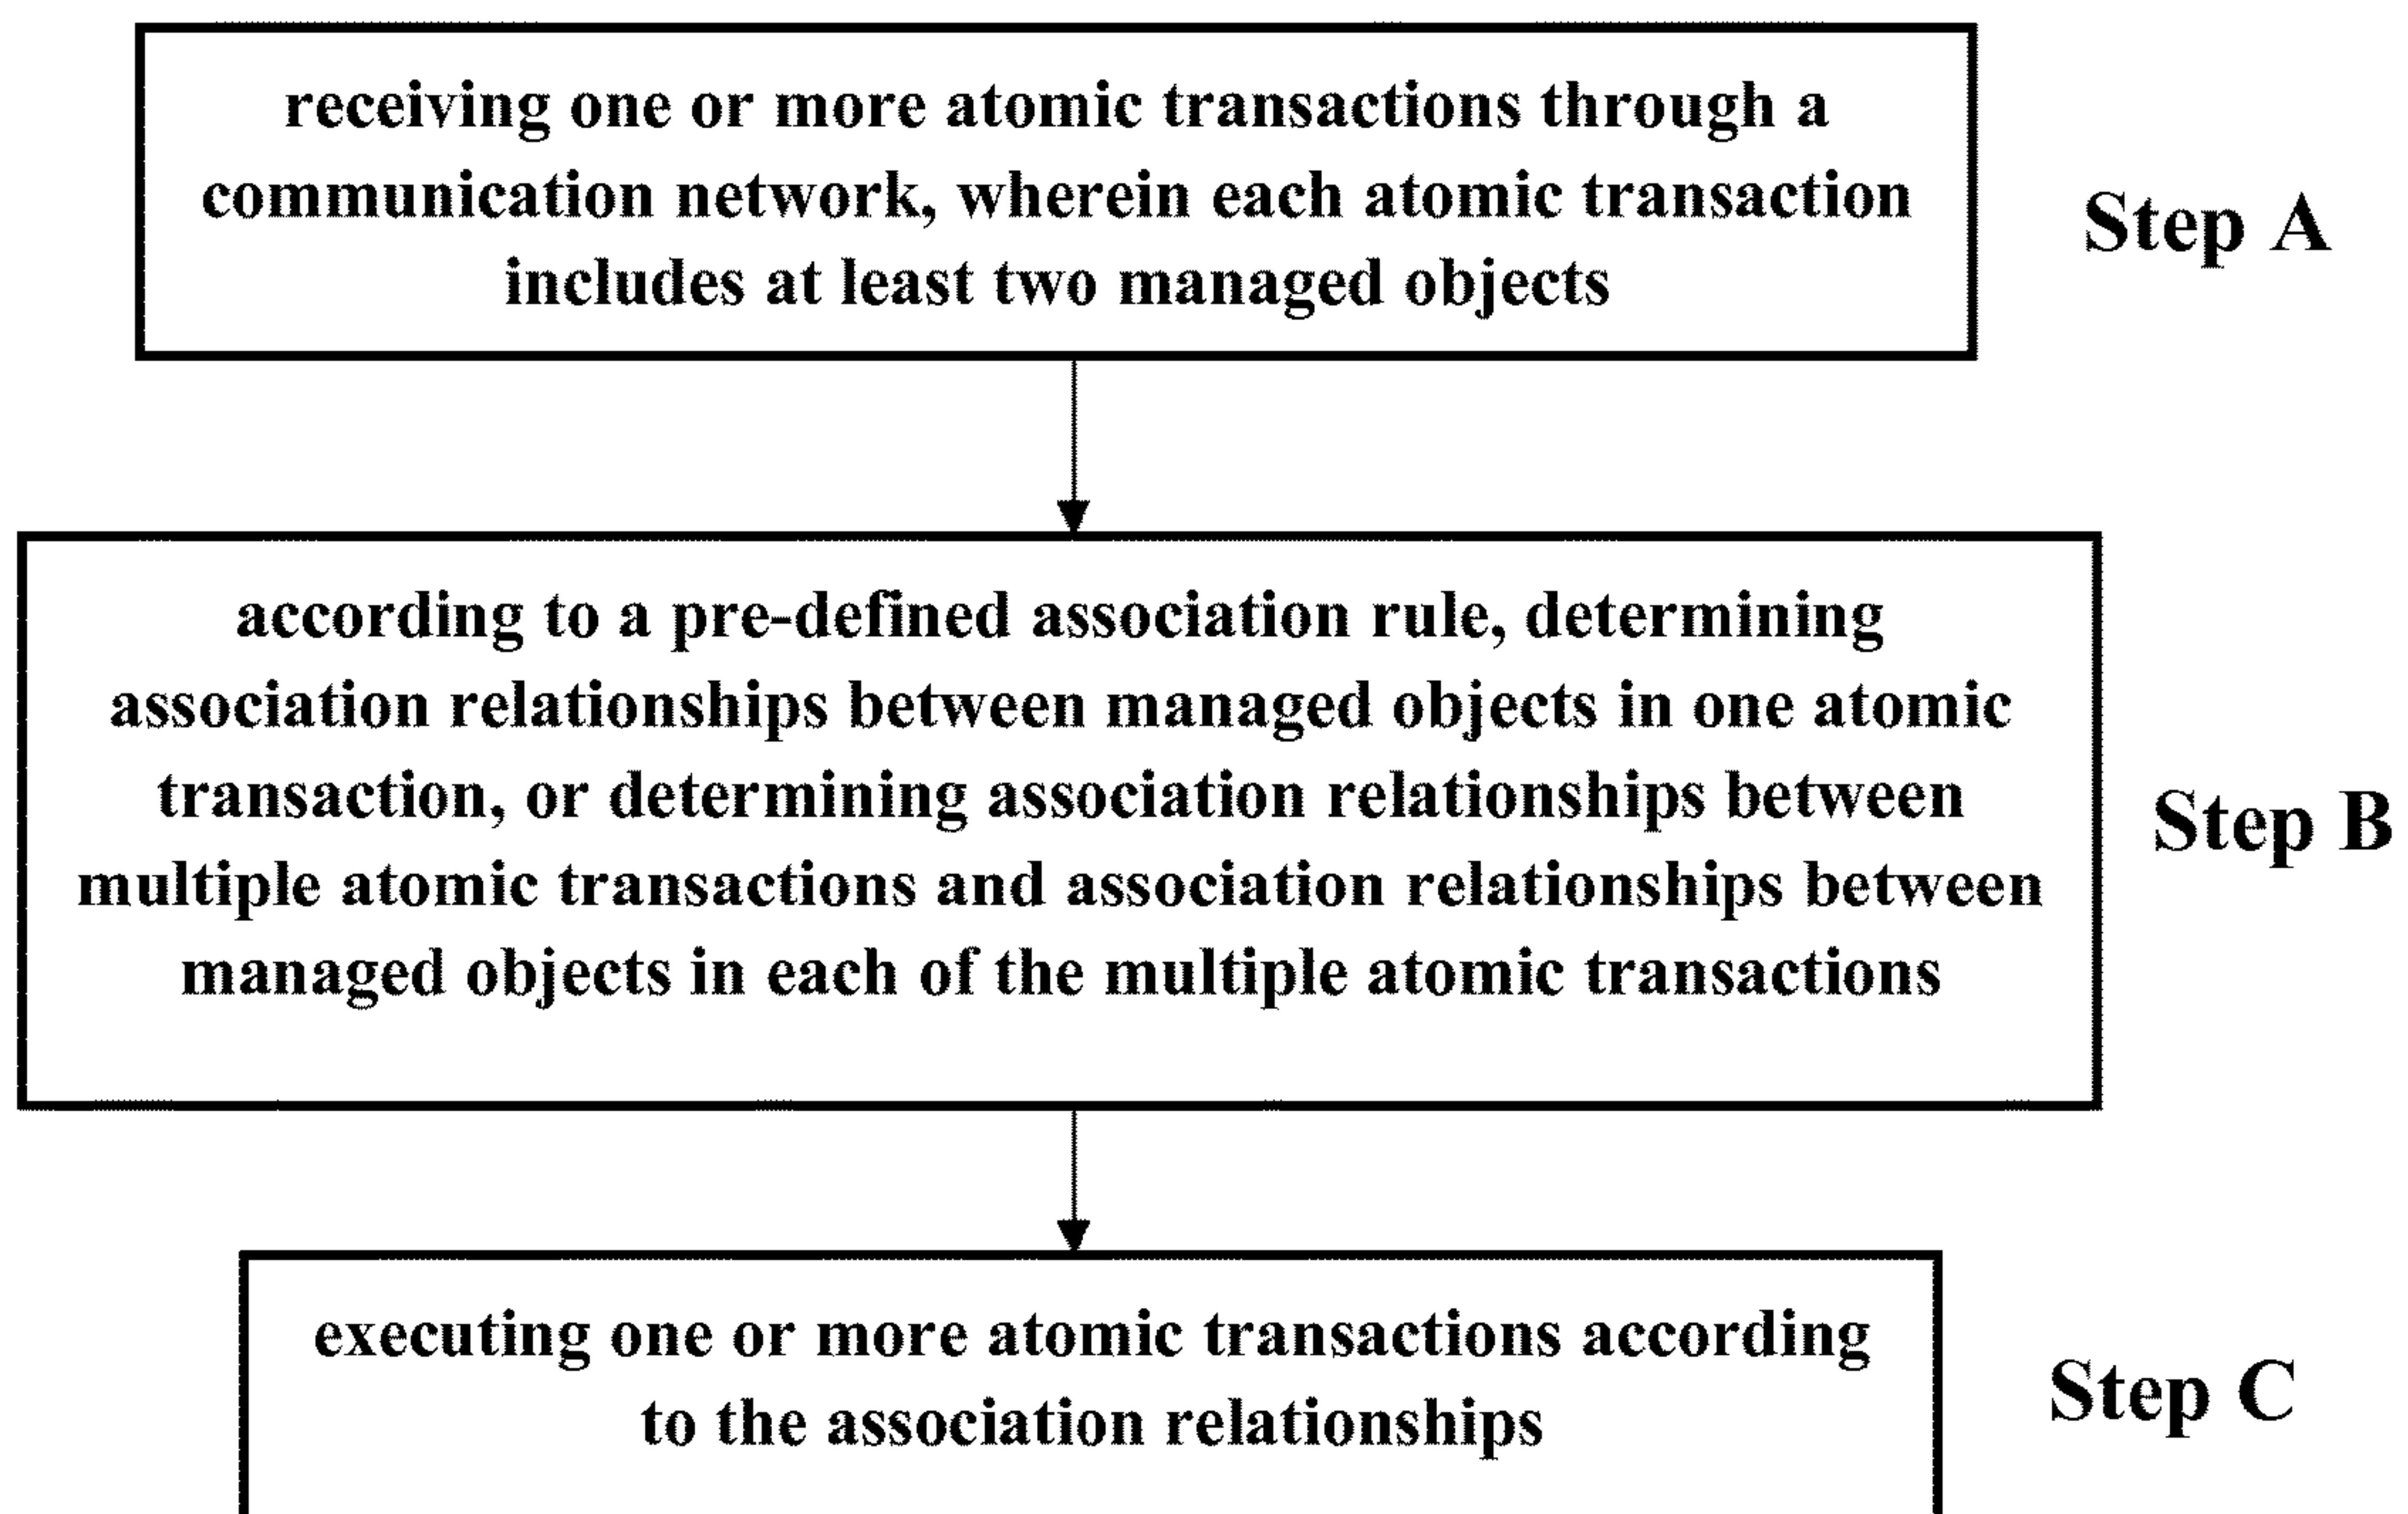 receiving one or more atomic transactions through a
communication network, wherein each atomic transaction
includes at least two managed objects
Step A
according to a pre-defined association rule, determining
association relationships between managed objects in one atomic
transaction, or determining association relationships between
multiple atomic transactions and association relationships between
managed objects in each of the multiple atomic transactions
Step B
executing one or more atomic transactions according
to the association relationships
Step C